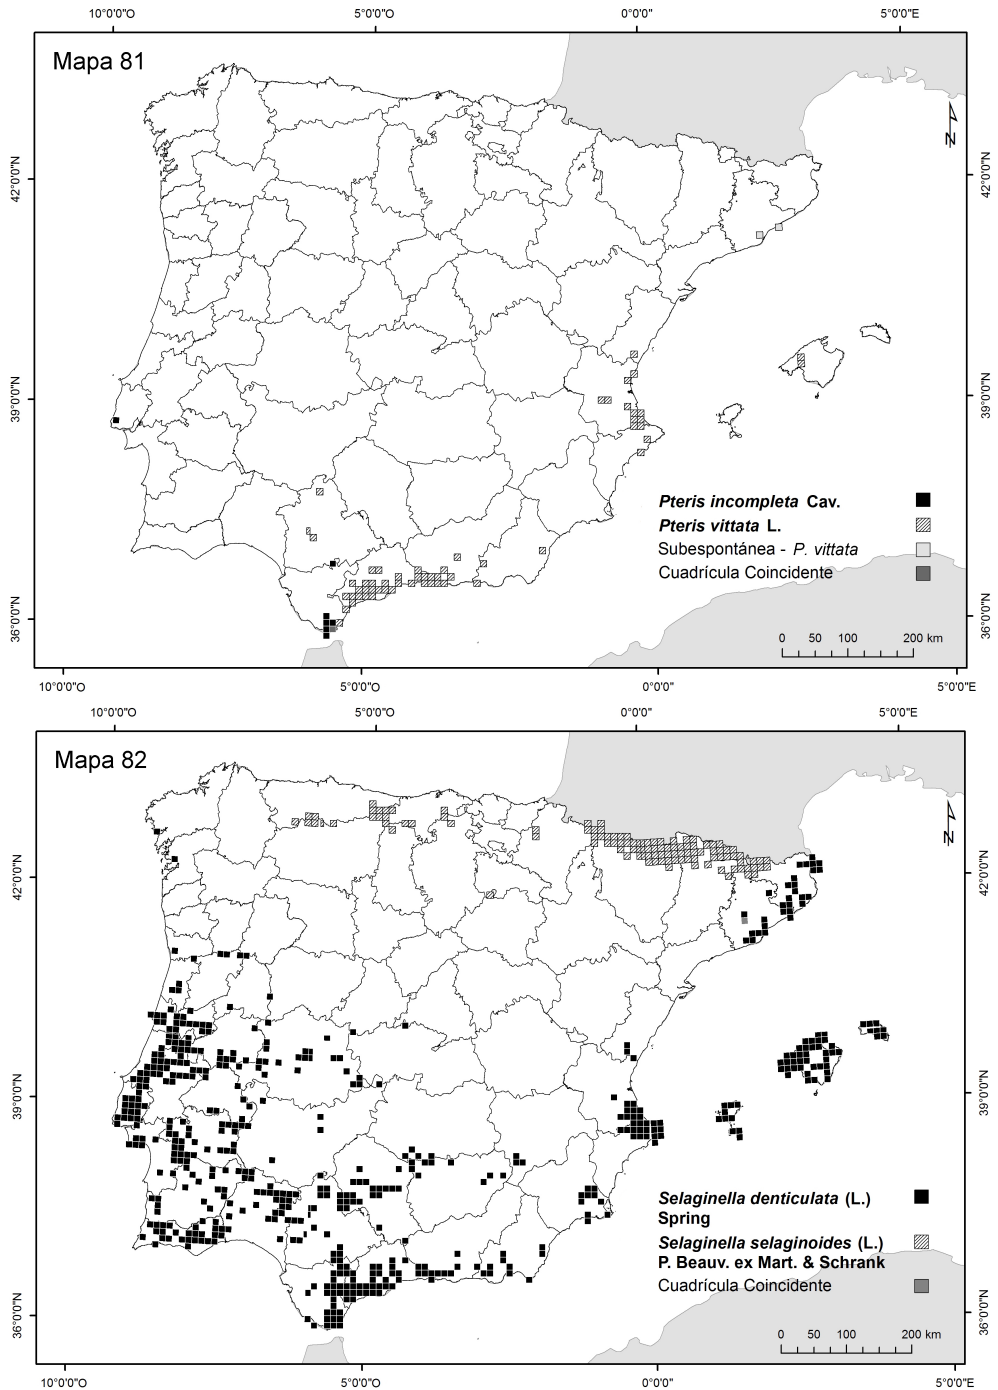 10°0'0"O 5°0'0"O 0°0'0" 5°0'0"E
Mapa 81
N
42°0'0"N 42°0'0"N
39°0'0"N 39°0'0"N
36°0'0"N 36°0'0"N
Pteris incompleta Cav.
Pteris vittata L.
Subespontánea - P. vittata
Cuadrícula Coincidente
0 50 100 200 km
10°0'0"O 5°0'0"O 0°0'0" 5°0'0"E
10°0'0"O 5°0'0"O 0°0'0" 5°0'0"E
Mapa 82
N
42°0'0"N 42°0'0"N
39°0'0"N 39°0'0"N
36°0'0"N 36°0'0"N
Selaginella denticulata (L.)
Spring
Selaginella selaginoides (L.)
P. Beauv. ex Mart. & Schrank
Cuadrícula Coincidente
0 50 100 200 km
10°0'0"O 5°0'0"O 0°0'0" 5°0'0"E